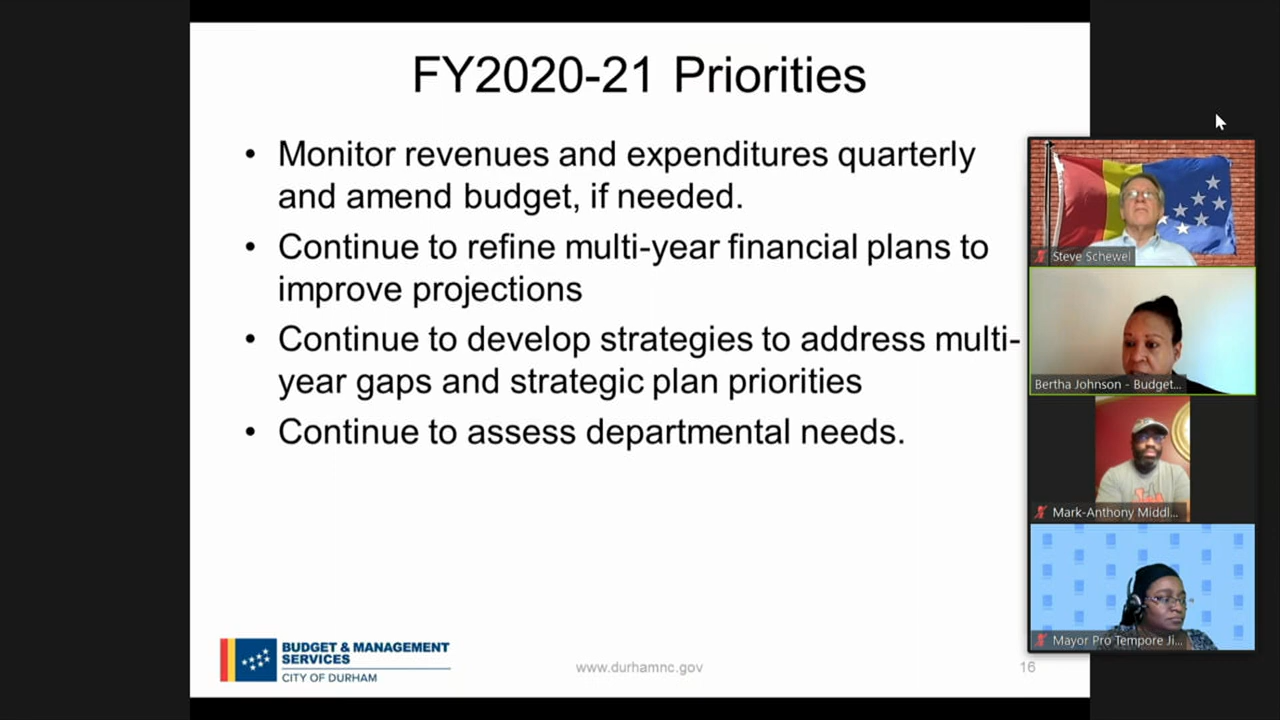 FY2020-21 Priorities
• Monitor revenues and expenditures quarterly
and amend budget, if needed.
• Continue to refine multi-year financial plans to
improve projections
• Continue to develop strategies to address multi-
year gaps and strategic plan priorities
• Continue to assess departmental needs.
BUDGET & MANAGEMENT
SERVICES
CITY OF DURHAM
www.durhamnc.gov
16
Steve Schewel
Bertha Johnson - Budget...
Mark-Anthony Middl...
Mayor Pro Tempore Ji...